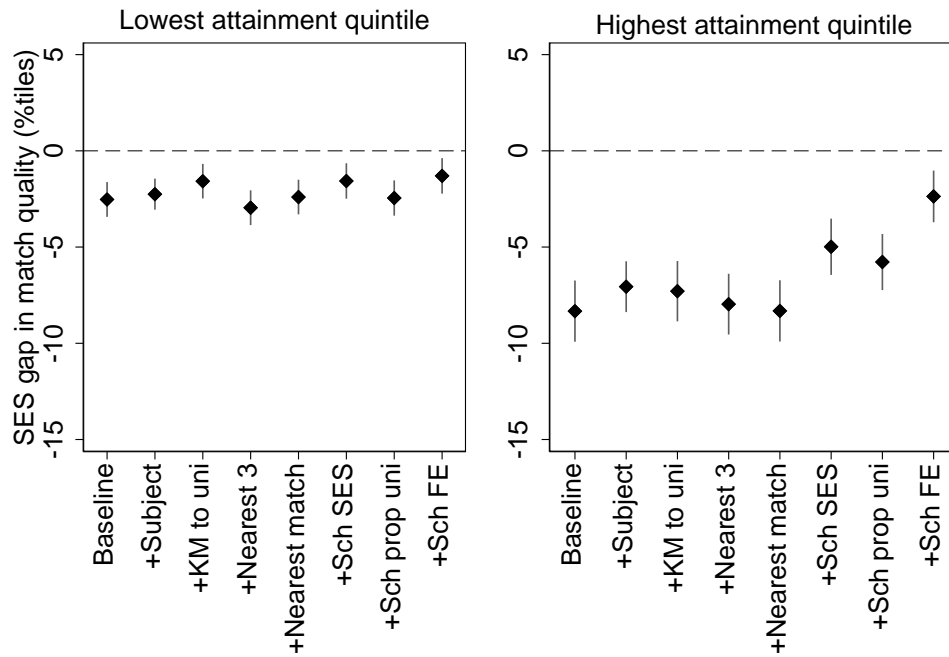 Lowest attainment quintile
SES gap in match quality (%tiles)
5
0
-5
-10
-15
Baseline
+Subject
+KM to uni
+Nearest 3
+Nearest match
+Sch SES
+Sch prop uni
+Sch FE
Highest attainment quintile
5
0
-5
-10
-15
Baseline
+Subject
+KM to uni
+Nearest 3
+Nearest match
+Sch SES
+Sch prop uni
+Sch FE